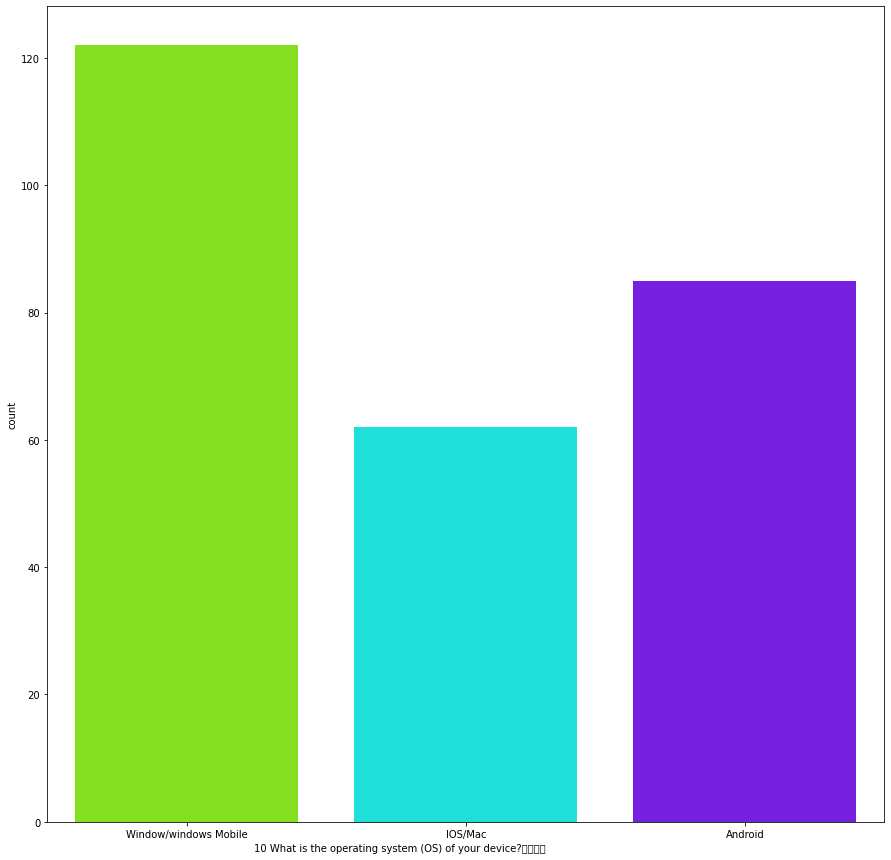 120
100
80
60
40
20
0
count
Window/windows Mobile
IOS/Mac
Android
10 What is the operating system (OS) of your device?